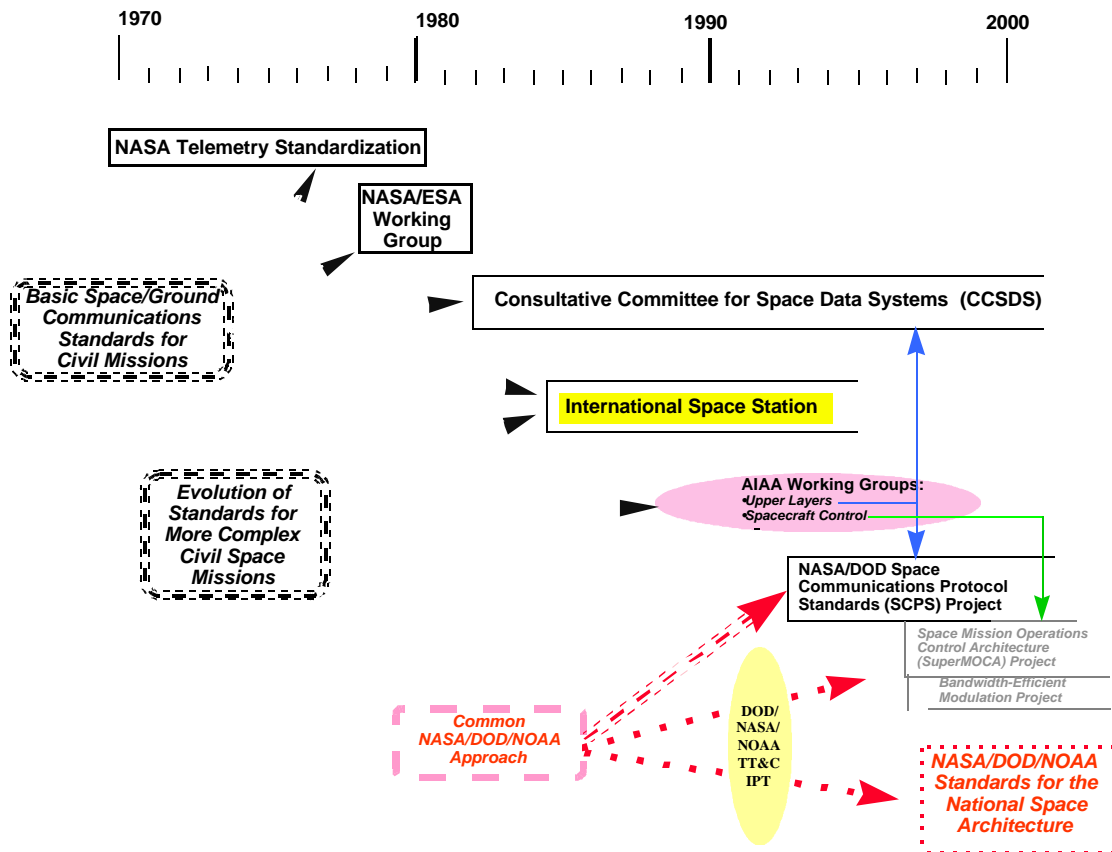 1970
1980
1990
2000
NASA Telemetry Standardization
NASA/ESA
Working
Group
Basic Space/Ground
Communications
Standards for
Civil Missions
Consultative Committee for Space Data Systems (CCSDS)
International Space Station
Evolution of
Standards for
More Complex
Civil Space
Missions
AIAA Working Groups:
•Upper Layers
•Spacecraft Control
NASA/DOD Space
Communications Protocol
Standards (SCPS) Project
Space Mission Operations
Control Architecture
(SuperMOCA) Project
Bandwidth-Efficient
Modulation Project
Common
NASA/DOD/NOAA
Approach
DOD/
NASA/
NOAA
TT&C
IPT
NASA/DOD/NOAA
Standards for the
National Space
Architecture